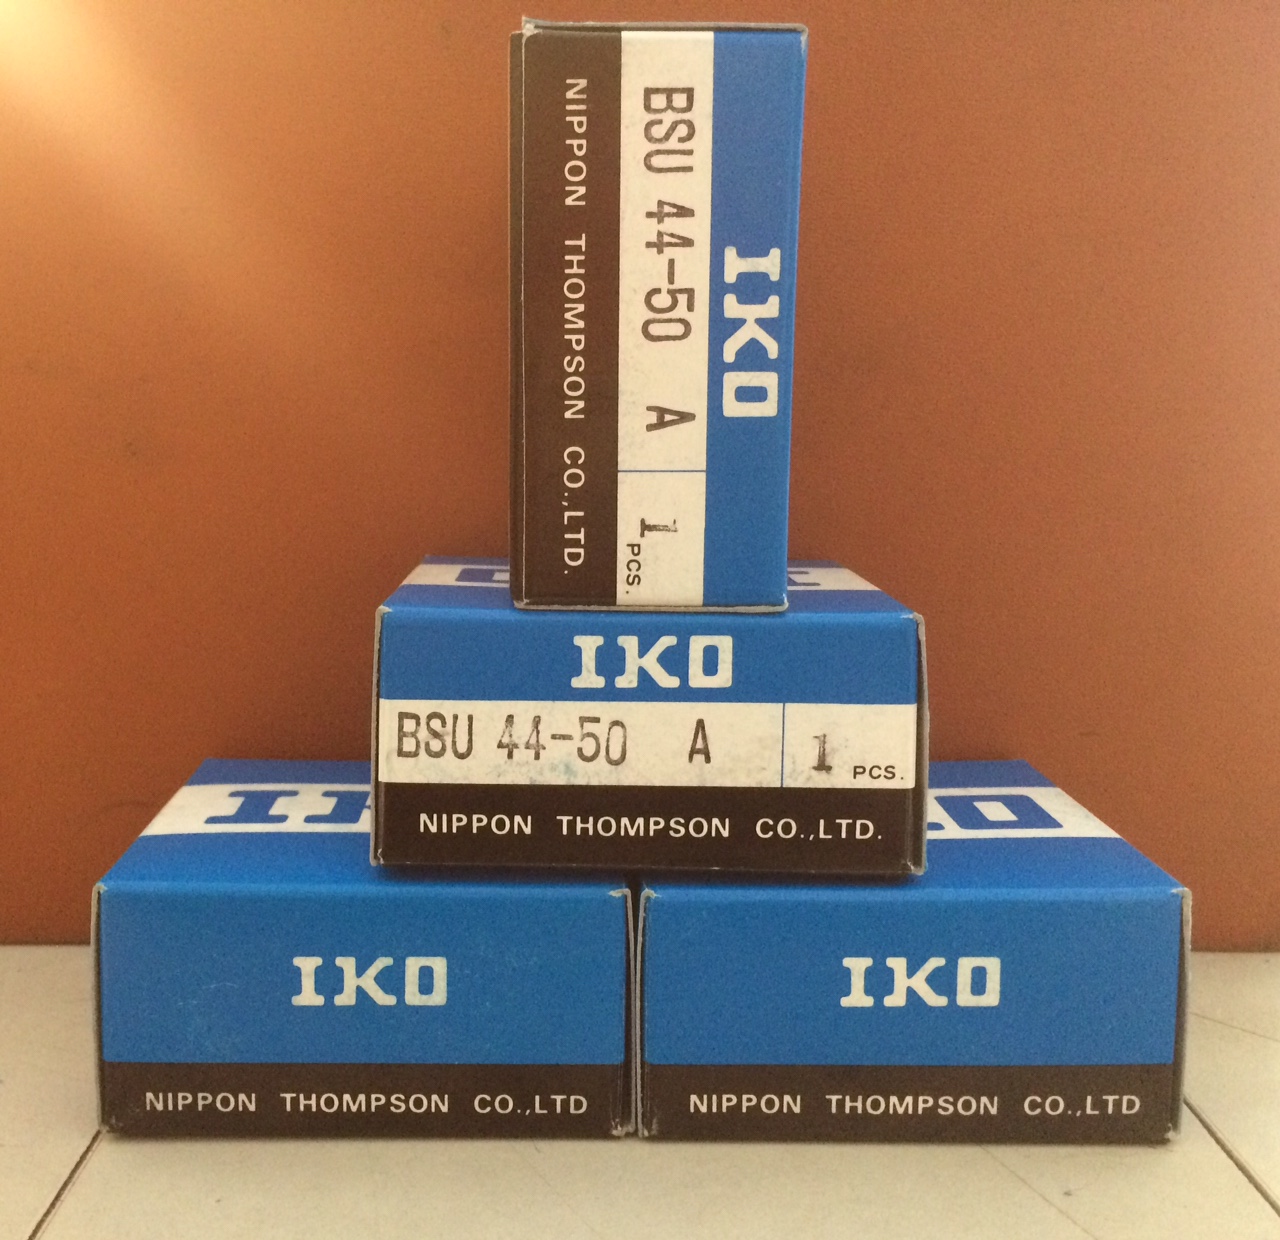 IKO
BSU 44-50 A 1 PCS.
NIPPON THOMPSON CO.,LTD.
IKO
BSU 44-50 A 1 PCS.
NIPPON THOMPSON CO.,LTD.
IKO
NIPPON THOMPSON CO.,LTD
IKO
NIPPON THOMPSON CO.,LTD